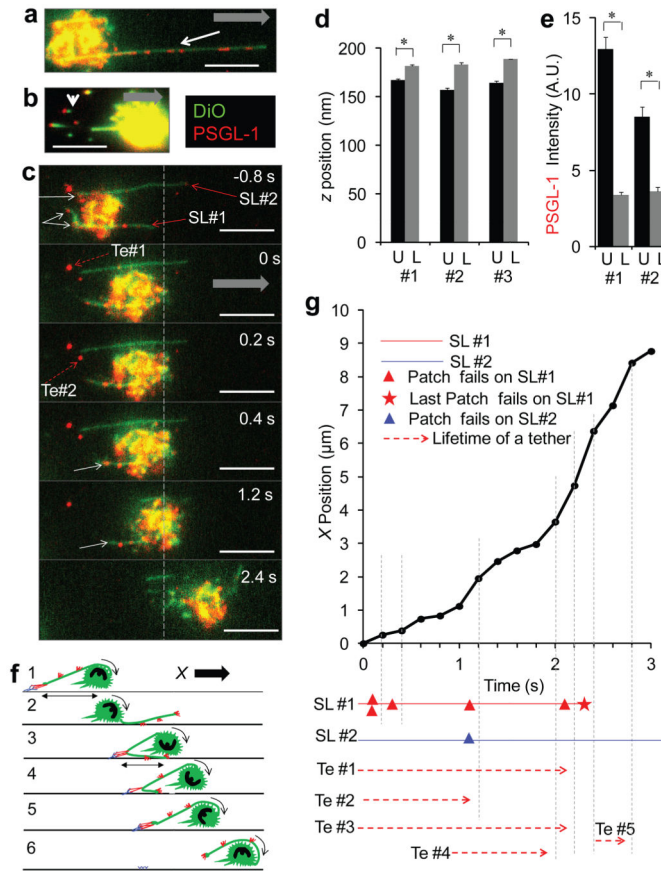 a
b
DiO
PSGL-1
c
-0.8 s
SL#2
SL#1
Te#1
0 s
0.2 s
Te#2
0.4 s
1.2 s
2.4 s
d
z position (nm)
200
150
100
50
0
* * *
U L U L U L
#1 #2 #3
e
PSGL-1 Intensity (A.U.)
15
10
5
0
* *
U L U L
#1 #2
f
X
1
2
3
4
5
6
g
X Position (µm)
10
9
8
7
6
5
4
3
2
1
0
SL #1
SL #2
Patch fails on SL#1
Last Patch fails on SL#1
Patch fails on SL#2
Lifetime of a tether
0 1 2 3
Time (s)
SL #1
SL #2
Te #1
Te #2
Te #3
Te #4
Te #5